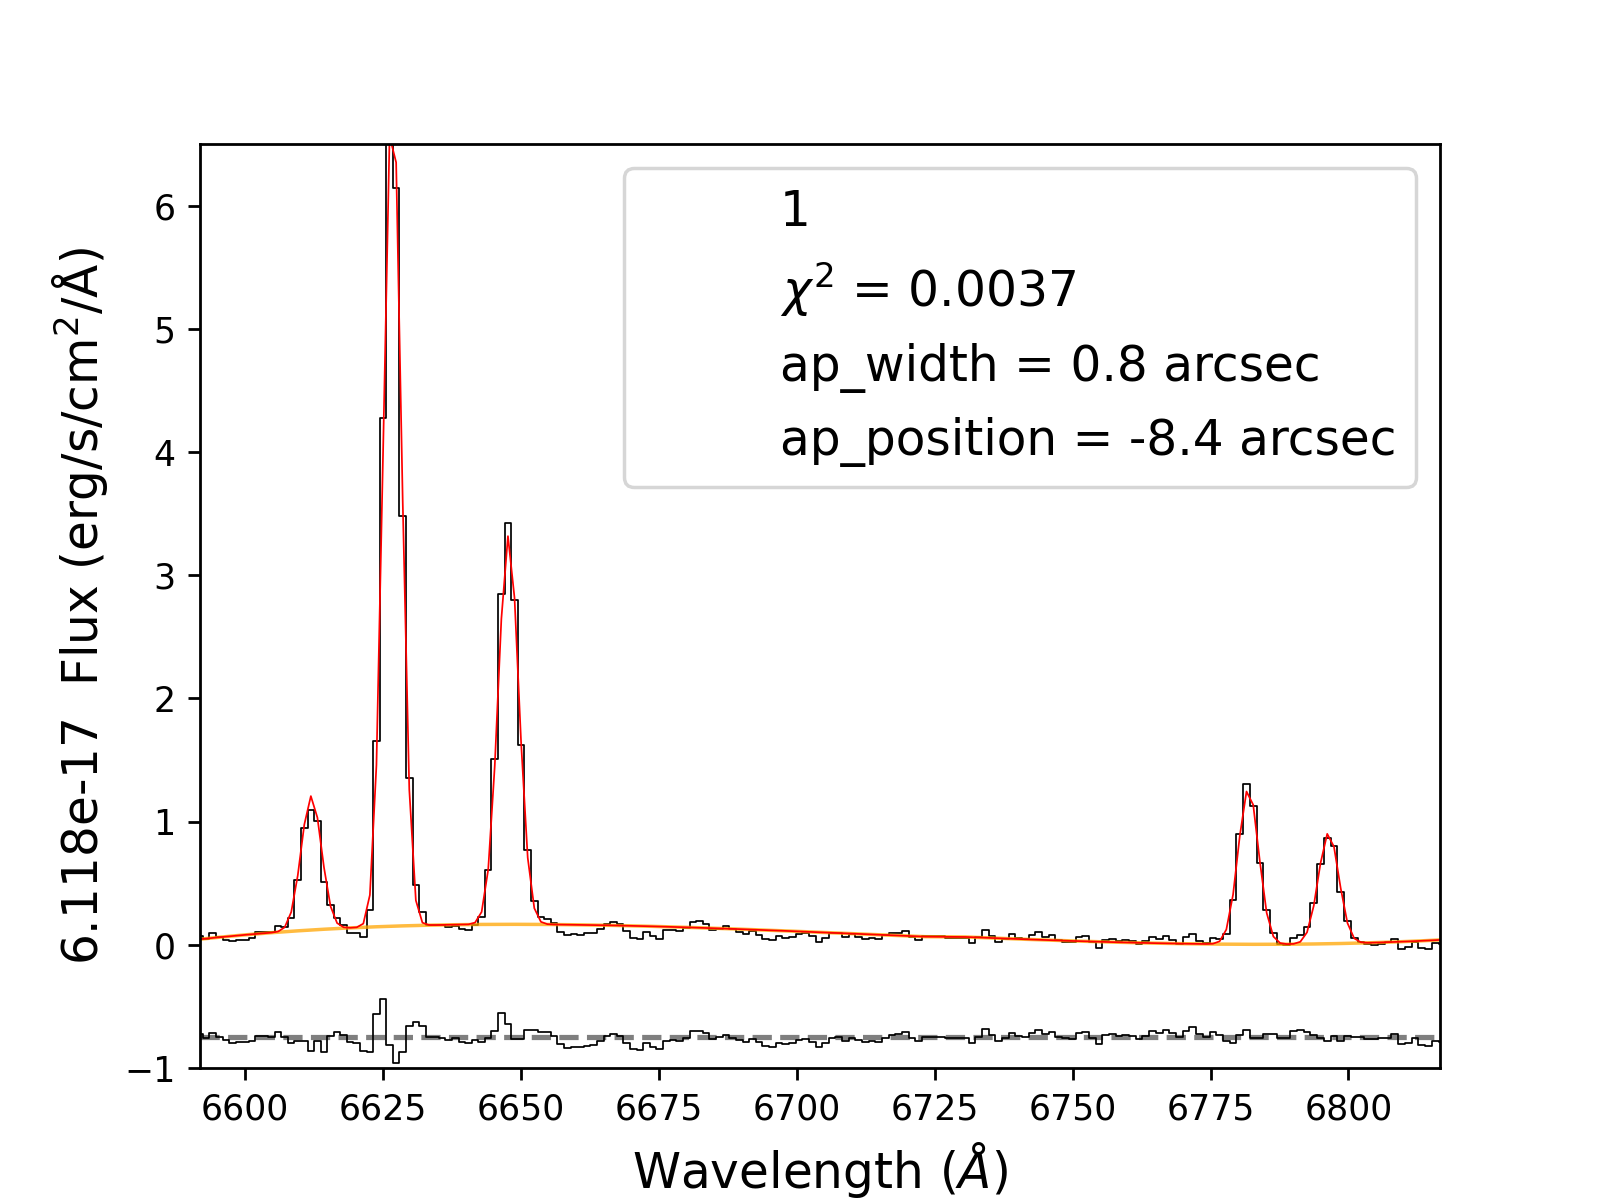 1
χ² = 0.0037
ap_width = 0.8 arcsec
ap_position = -8.4 arcsec
6.118e-17 Flux (erg/s/cm²/Å)
6
5
4
3
2
1
0
−1
6600 6625 6650 6675 6700 6725 6750 6775 6800
Wavelength (Å)